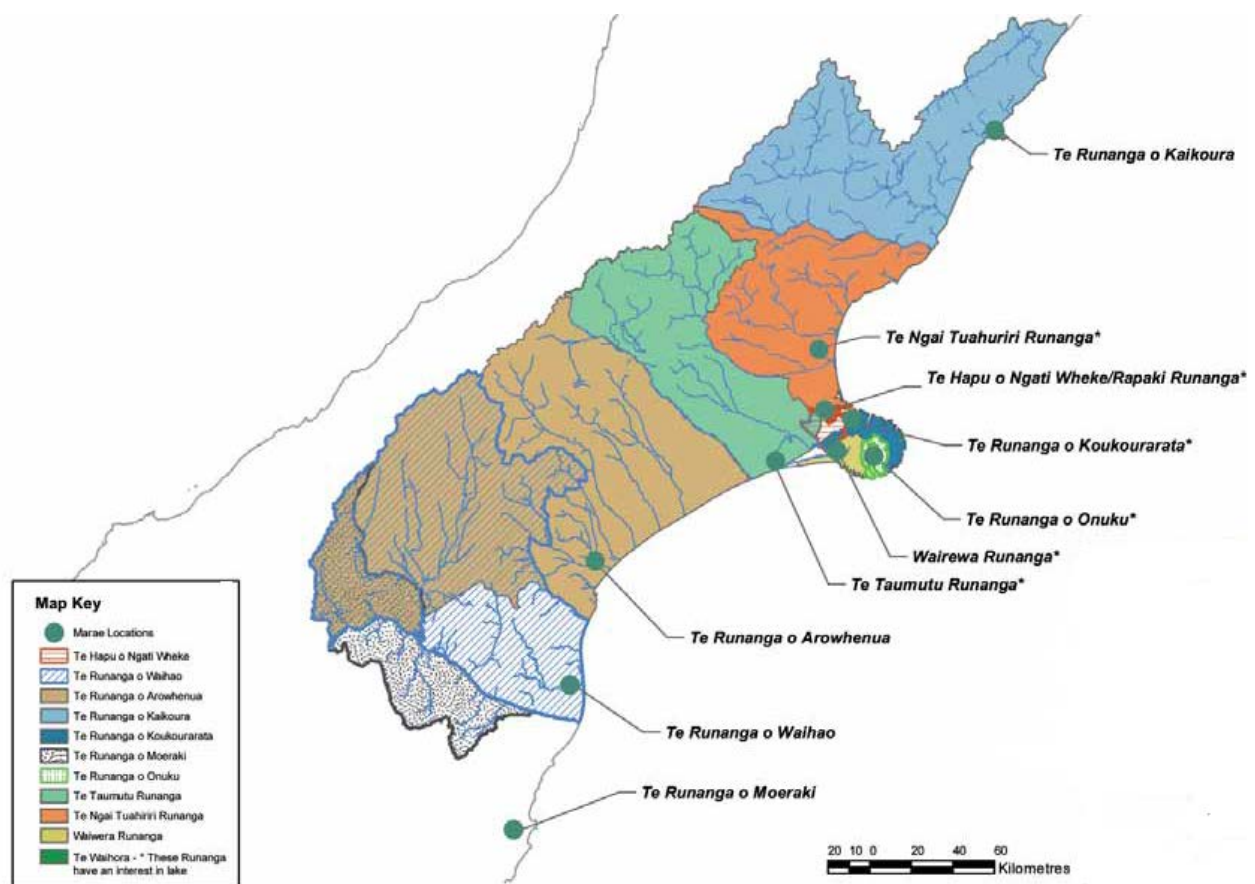 Te Runanga o Kaikoura
Te Ngai Tuahuriri Runanga*
Te Hapu o Ngati Wheke/Rapaki Runanga*
Te Runanga o Koukourarata*
Te Runanga o Onuku*
Wairewa Runanga*
Te Taumutu Runanga*
Te Runanga o Arowhenua
Te Runanga o Waihao
Te Runanga o Moeraki
Map Key
Marae Locations
Te Hapu o Ngati Wheke
Te Runanga o Waihao
Te Runanga o Arowhenua
Te Runanga o Kaikoura
Te Runanga o Koukourarata
Te Runanga o Moeraki
Te Runanga o Onuku
Te Taumutu Runanga
Te Ngai Tuahiriri Runanga
Waiwera Runanga
Te Waihora - * These Runanga
have an interest in lake
20 10 0 20 40 60
Kilometres